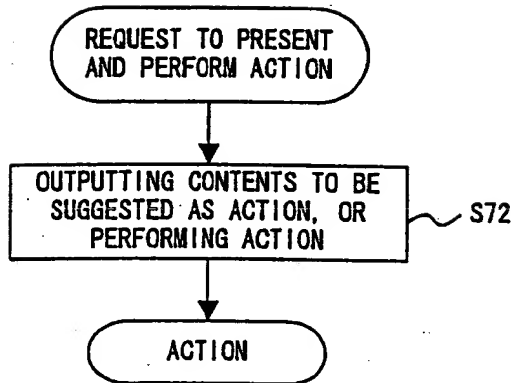 REQUEST TO PRESENT
AND PERFORM ACTION
OUTPUTTING CONTENTS TO BE
SUGGESTED AS ACTION, OR
PERFORMING ACTION
S72
ACTION